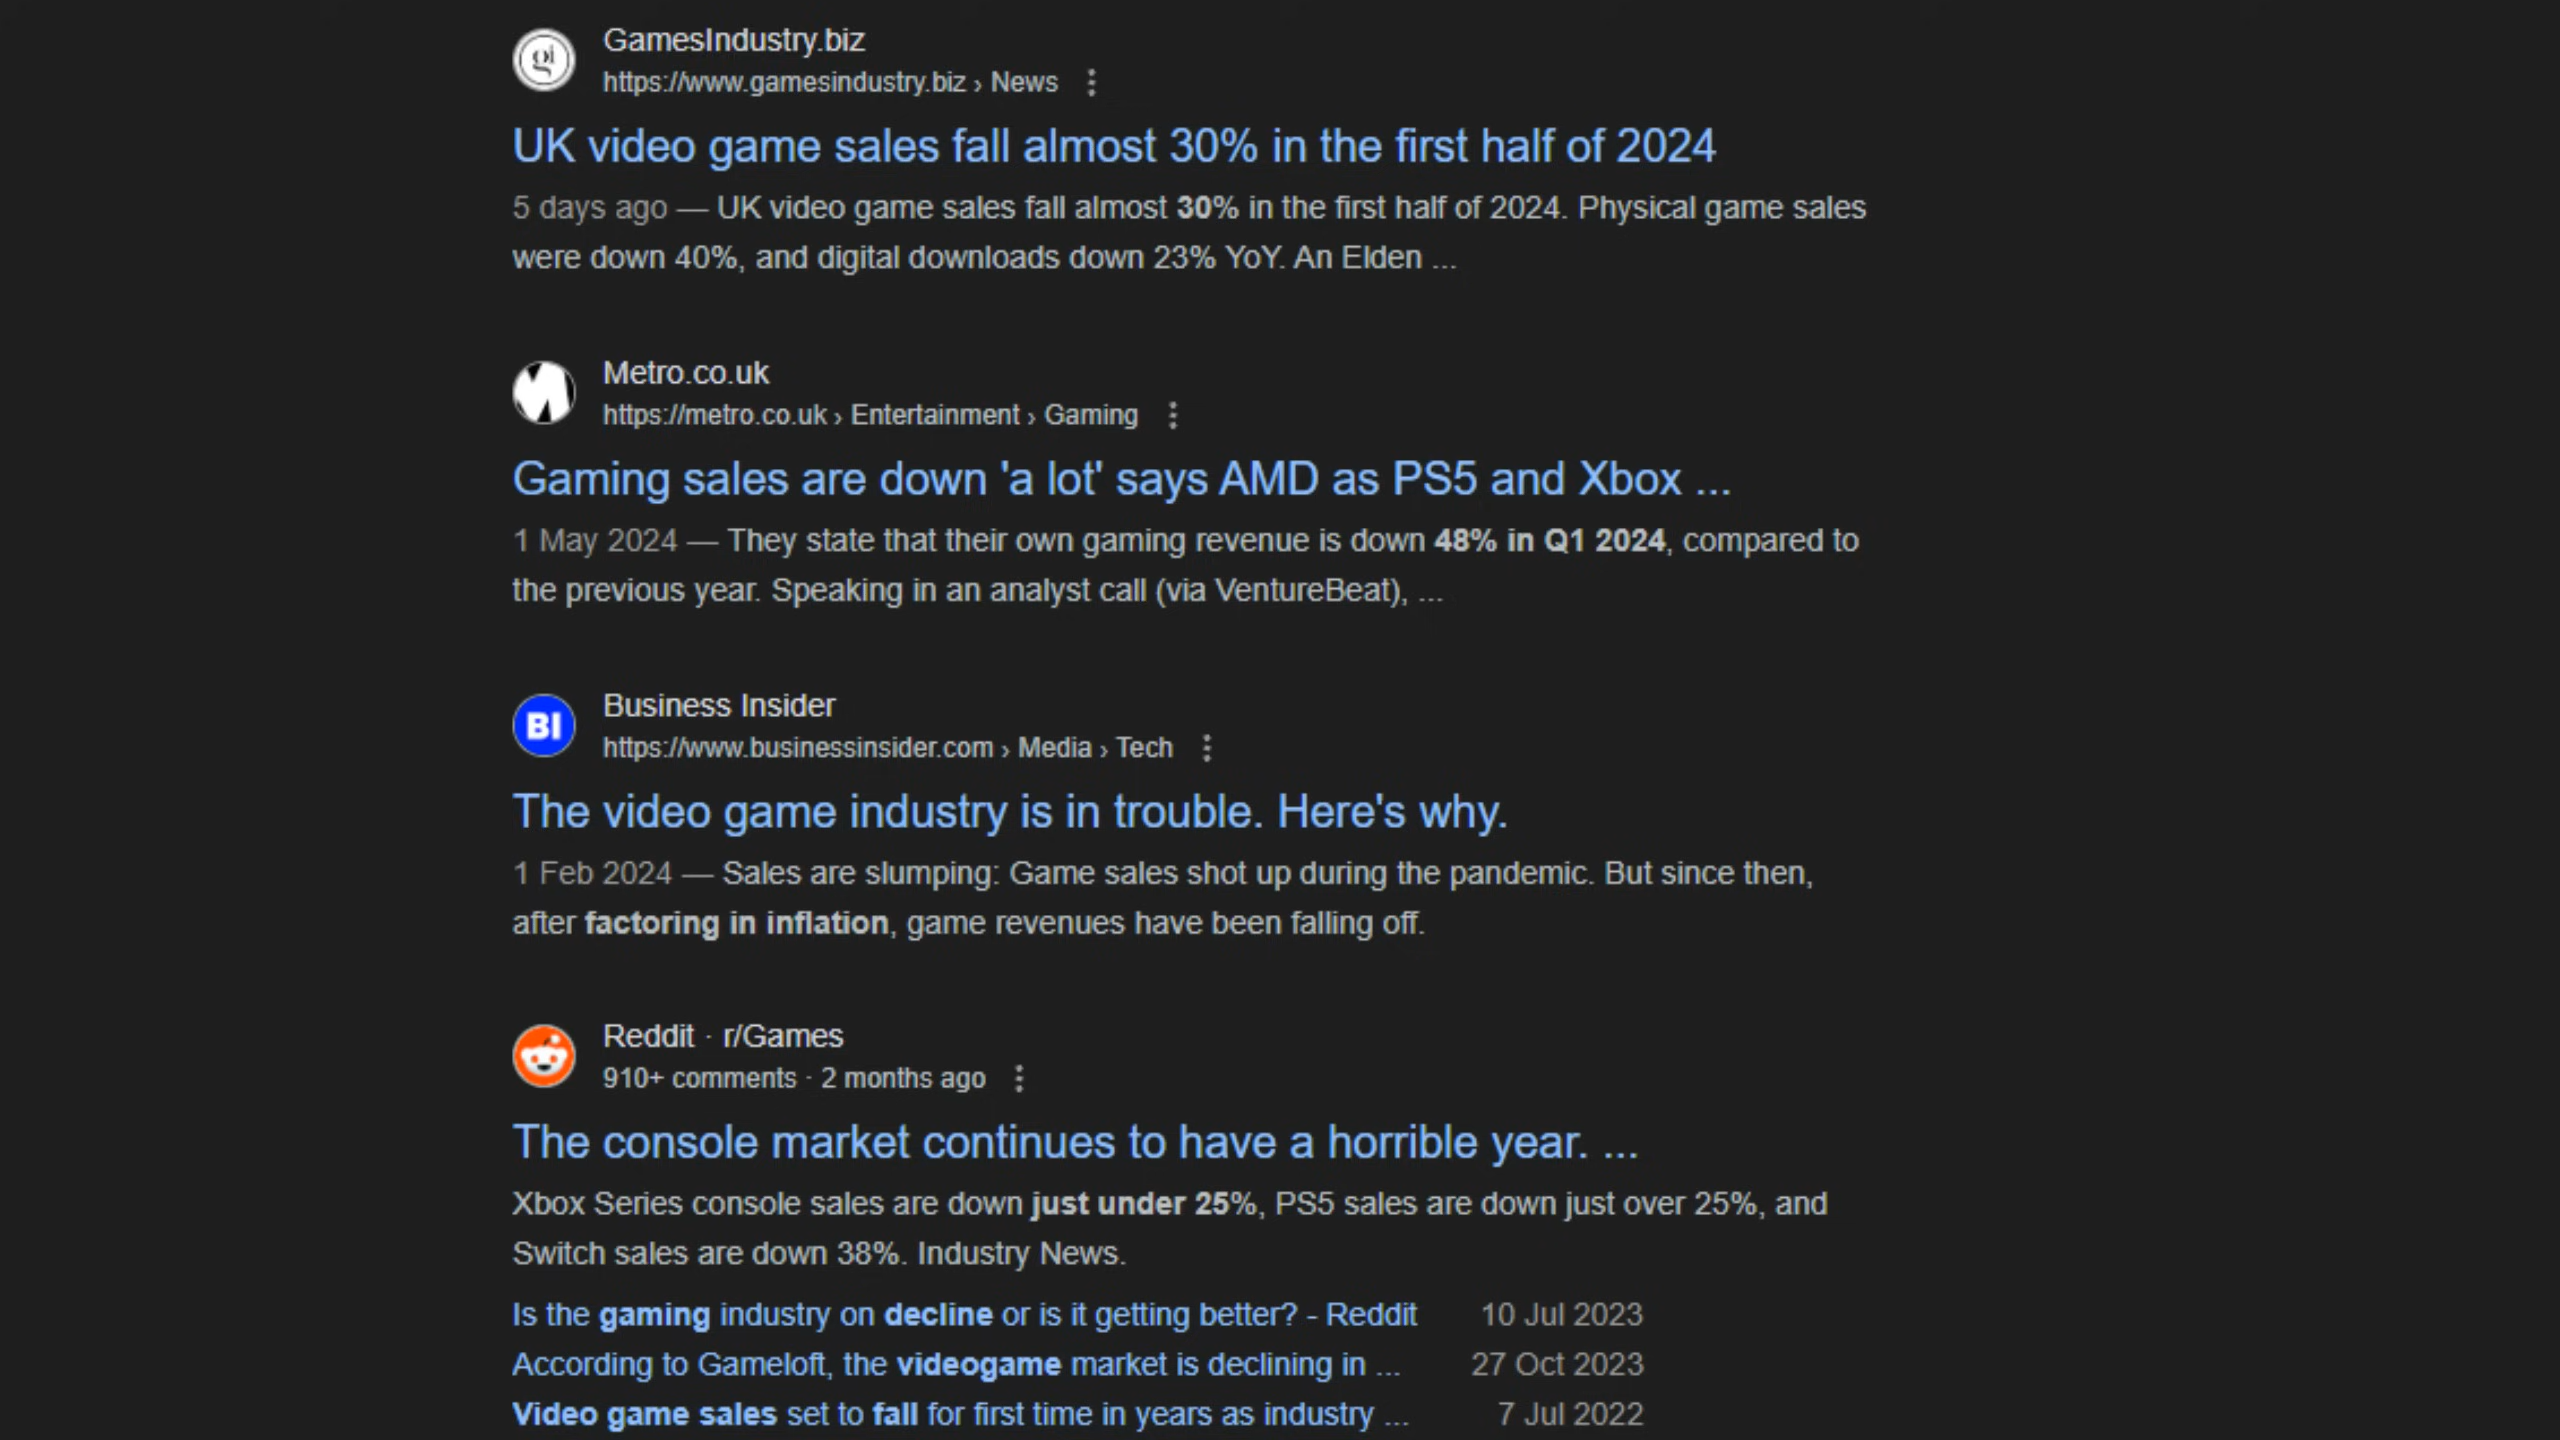 gi
GamesIndustry.biz
https://www.gamesindustry.biz › News
UK video game sales fall almost 30% in the first half of 2024
5 days ago — UK video game sales fall almost 30% in the first half of 2024. Physical game sales
were down 40%, and digital downloads down 23% YoY. An Elden ...
Metro.co.uk
https://metro.co.uk › Entertainment › Gaming
Gaming sales are down 'a lot' says AMD as PS5 and Xbox ...
1 May 2024 — They state that their own gaming revenue is down 48% in Q1 2024, compared to
the previous year. Speaking in an analyst call (via VentureBeat), ...
BI
Business Insider
https://www.businessinsider.com › Media › Tech
The video game industry is in trouble. Here's why.
1 Feb 2024 — Sales are slumping: Game sales shot up during the pandemic. But since then,
after factoring in inflation, game revenues have been falling off.
Reddit · r/Games
910+ comments · 2 months ago
The console market continues to have a horrible year. ...
Xbox Series console sales are down just under 25%, PS5 sales are down just over 25%, and
Switch sales are down 38%. Industry News.
Is the gaming industry on decline or is it getting better? - Reddit 10 Jul 2023
According to Gameloft, the videogame market is declining in ... 27 Oct 2023
Video game sales set to fall for first time in years as industry ... 7 Jul 2022